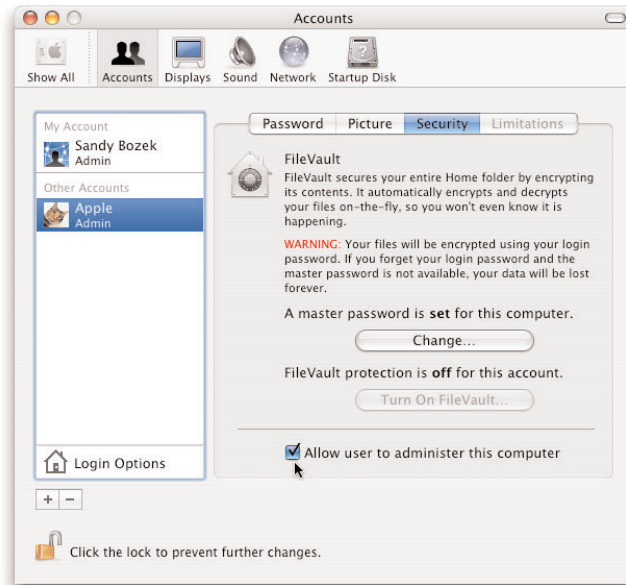 Accounts
Show All Accounts Displays Sound Network Startup Disk
Password Picture Security Limitations
My Account
Sandy Bozek
Admin
Other Accounts
Apple
Admin
Login Options
FileVault
FileVault secures your entire Home folder by encrypting
its contents. It automatically encrypts and decrypts
your files on-the-fly, so you won't even know it is
happening.
WARNING: Your files will be encrypted using your login
password. If you forget your login password and the
master password is not available, your data will be lost
forever.
A master password is set for this computer.
Change...
FileVault protection is off for this account.
Turn On FileVault...
Allow user to administer this computer
+ −
Click the lock to prevent further changes.